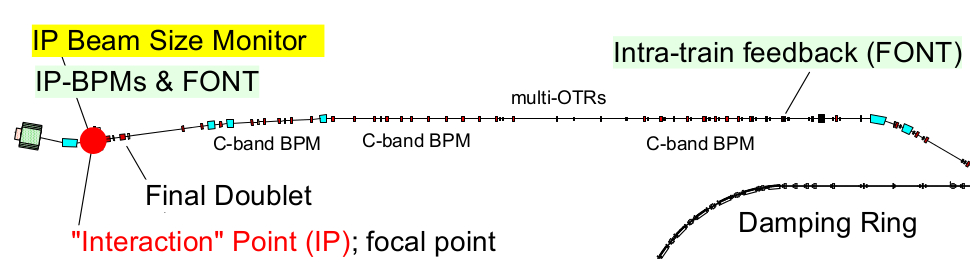 IP Beam Size Monitor
IP-BPMs & FONT
Intra-train feedback (FONT)
multi-OTRs
C-band BPM
C-band BPM
C-band BPM
Final Doublet
Damping Ring
"Interaction" Point (IP); focal point